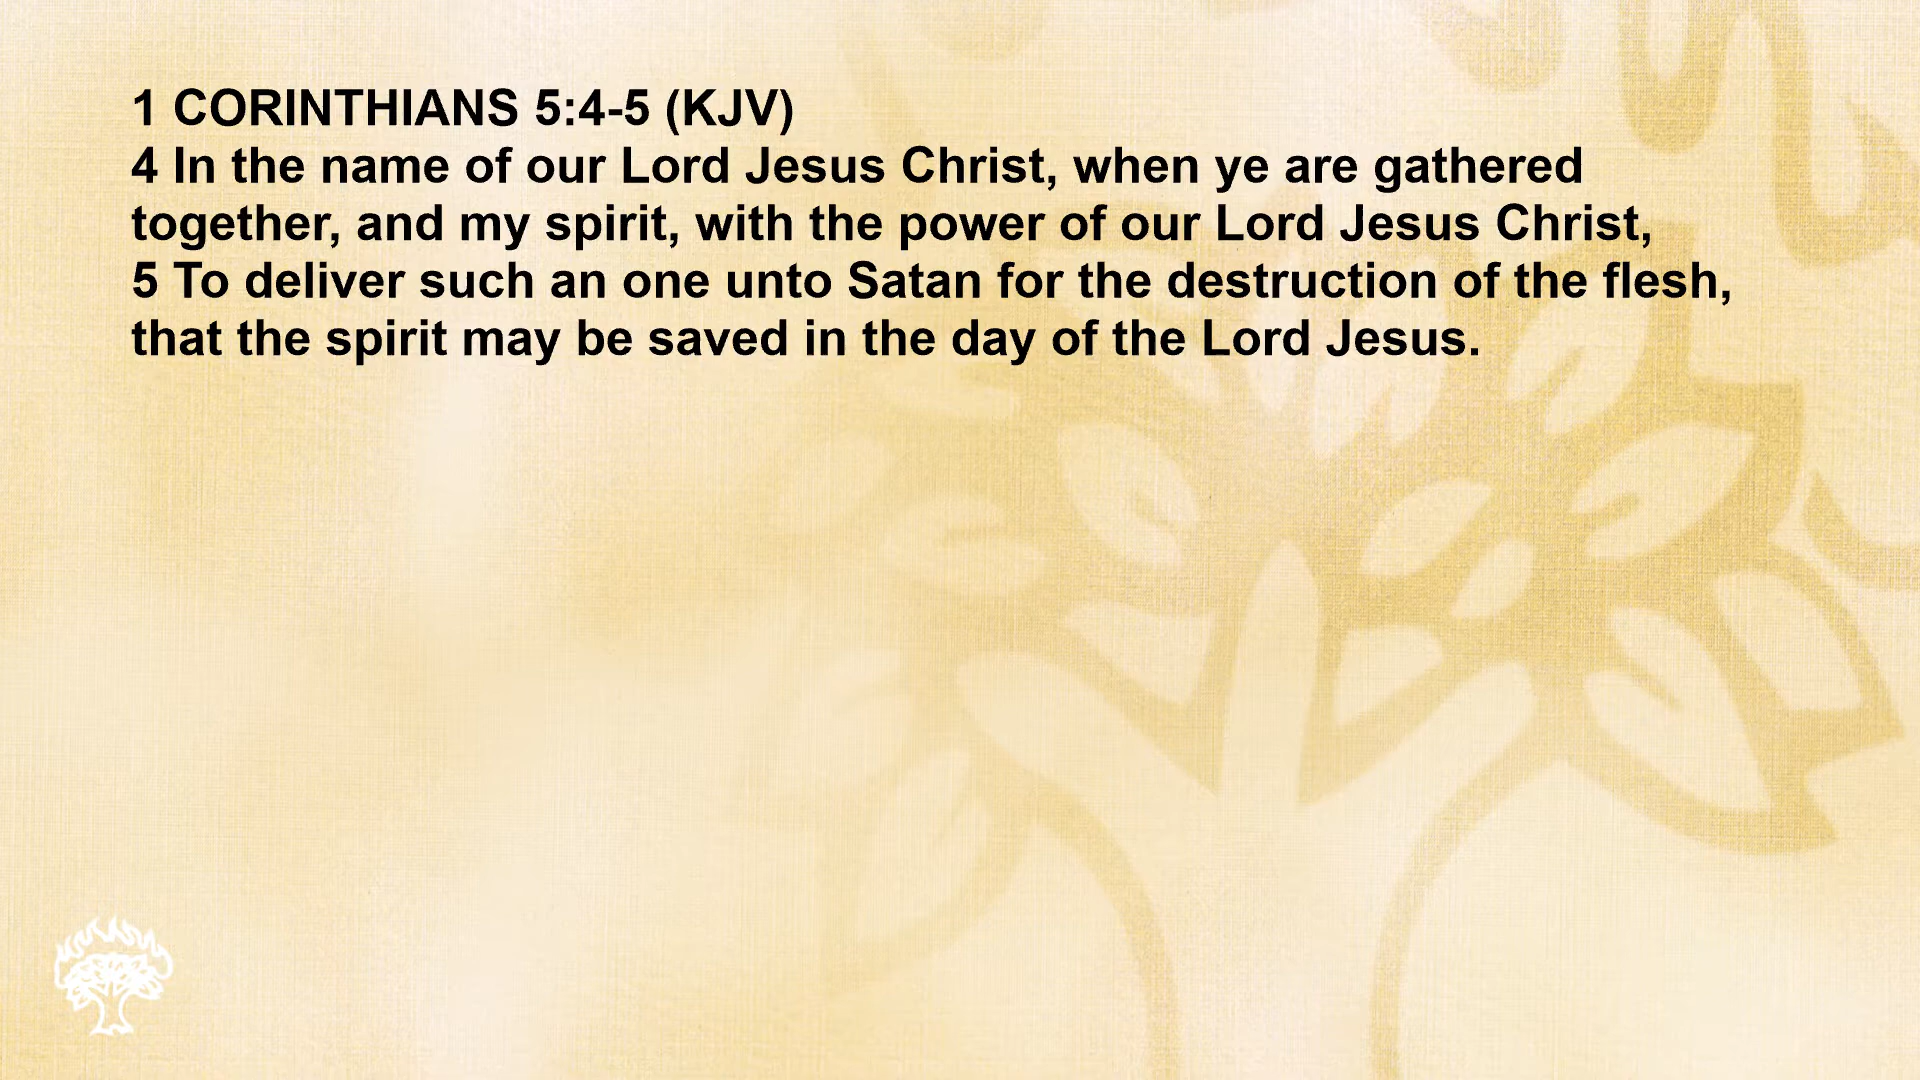 1 CORINTHIANS 5:4-5 (KJV)
4 In the name of our Lord Jesus Christ, when ye are gathered
together, and my spirit, with the power of our Lord Jesus Christ,
5 To deliver such an one unto Satan for the destruction of the flesh,
that the spirit may be saved in the day of the Lord Jesus.